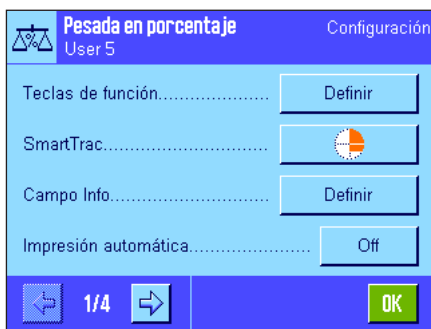 Pesada en porcentaje
Configuración
User 5
Teclas de función.................... Definir
SmartTrac..............................
Campo Info............................ Definir
Impresión automática...................... Off
1/4
OK